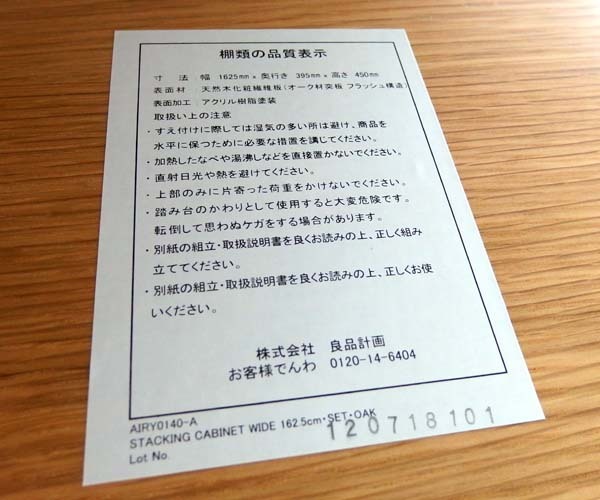 棚類の品質表示
寸 法 幅 1625mm × 奥行き 395mm × 高さ 450mm
表面材 天然木化粧繊維板(オーク材突板 フラッシュ構造)
表面加工:アクリル樹脂塗装
取扱い上の注意
・すえ付けに際しては湿気の多い所は避け、商品を
水平に保つために必要な措置を講じてください。
・加熱したなべや湯沸しなどを直接置かないでください。
・直射日光や熱を避けてください。
・上部のみに片寄った荷重をかけないでください。
・踏み台のかわりとして使用すると大変危険です。
転倒して思わぬケガをする場合があります。
・別紙の組立・取扱説明書を良くお読みの上、正しく組み
立ててください。
・別紙の組立・取扱説明書を良くお読みの上、正しくお使
いください。
株式会社 良品計画
お客様でんわ 0120-14-6404
AIRY0140-A
STACKING CABINET WIDE 162.5cm・SET・OAK
Lot No. 120718101